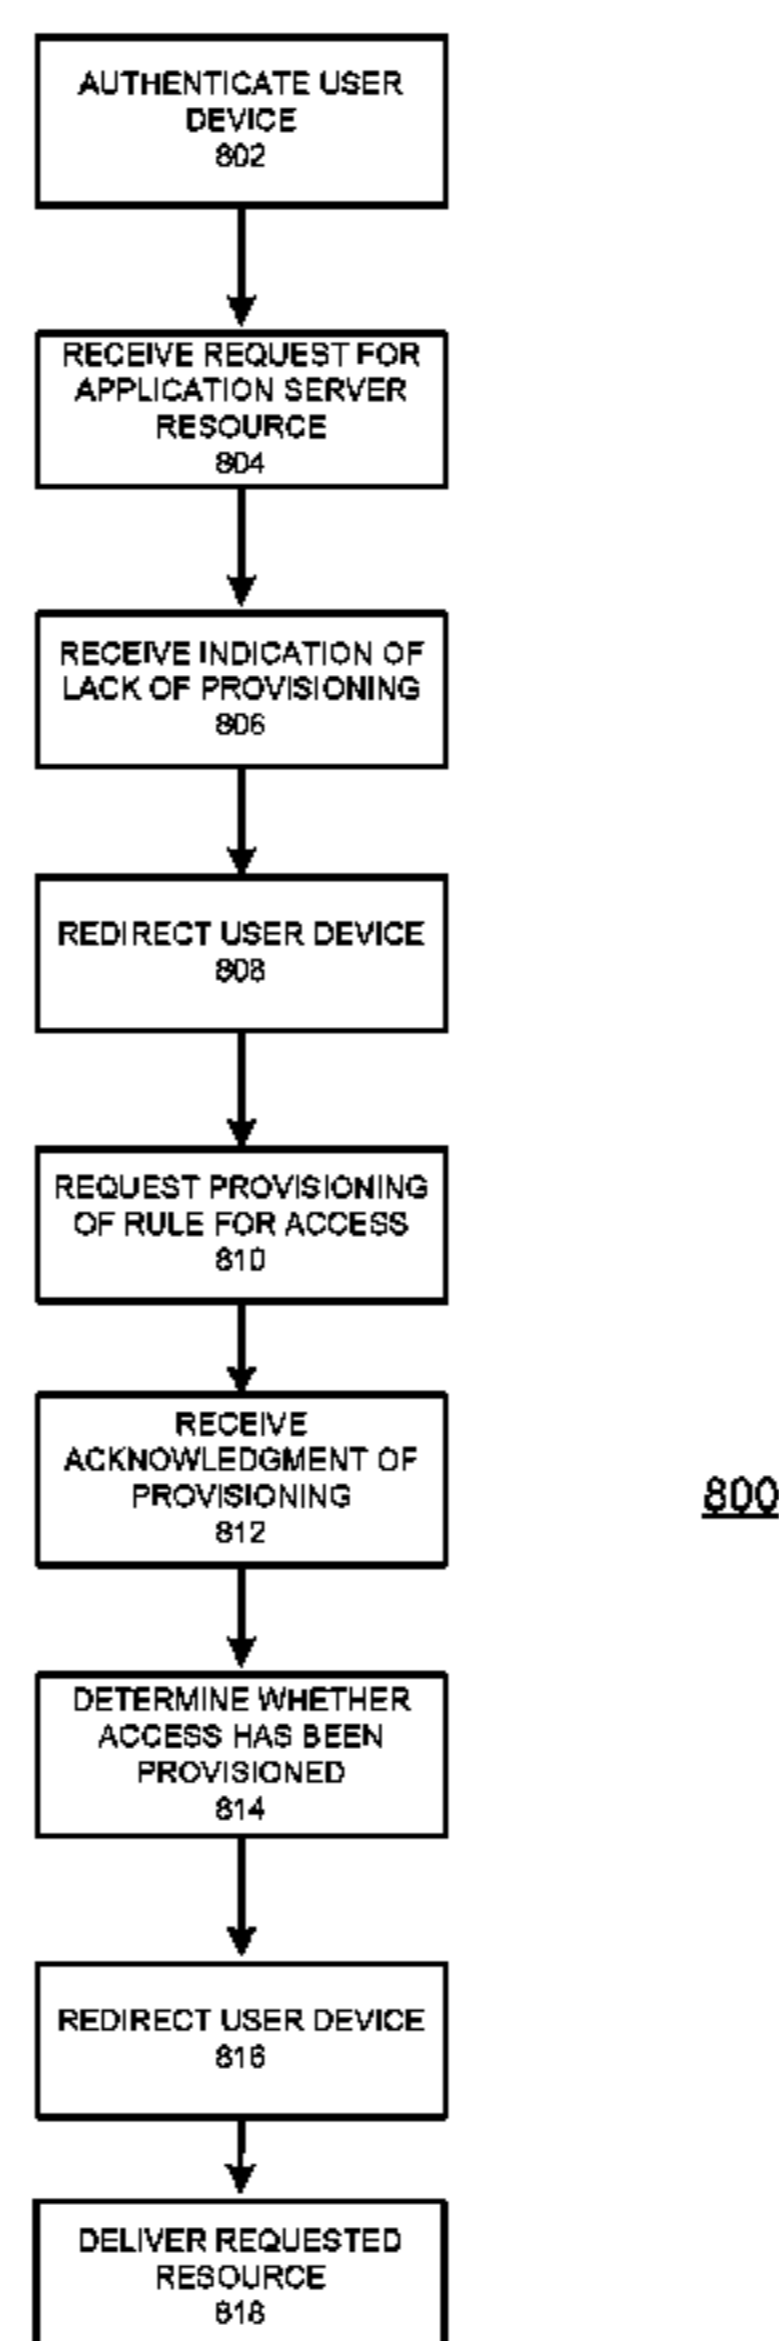 AUTHENTICATE USER
DEVICE
802
RECEIVE REQUEST FOR
APPLICATION SERVER
RESOURCE
804
RECEIVE INDICATION OF
LACK OF PROVISIONING
806
REDIRECT USER DEVICE
808
REQUEST PROVISIONING
OF RULE FOR ACCESS
810
RECEIVE
ACKNOWLEDGMENT OF
PROVISIONING
812
800
DETERMINE WHETHER
ACCESS HAS BEEN
PROVISIONED
814
REDIRECT USER DEVICE
816
DELIVER REQUESTED
RESOURCE
818